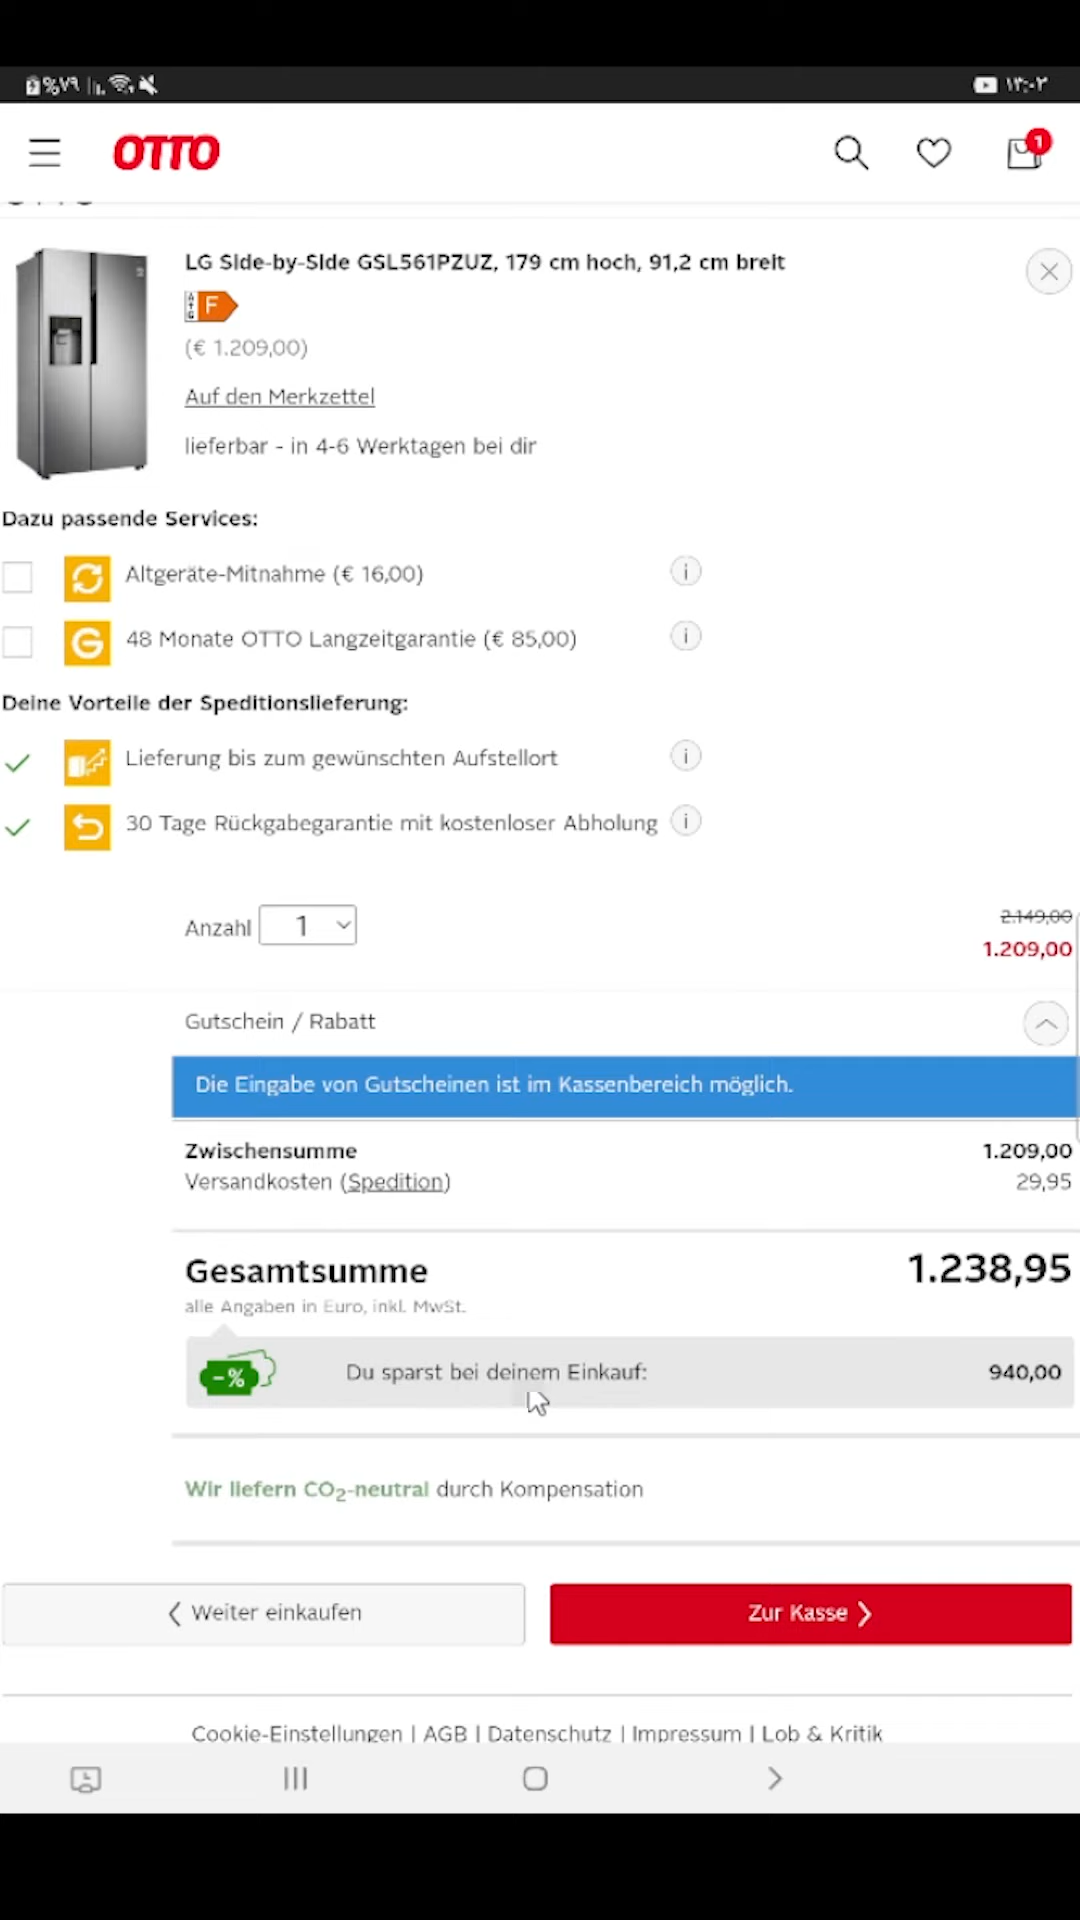 %٧٩
١٣:٠٢
OTTO
1
LG Side-by-Side GSL561PZUZ, 179 cm hoch, 91,2 cm breit
A
G
F
(€ 1.209,00)
Auf den Merkzettel
lieferbar - in 4-6 Werktagen bei dir
Dazu passende Services:
Altgeräte-Mitnahme (€ 16,00)
i
G
48 Monate OTTO Langzeitgarantie (€ 85,00)
i
Deine Vorteile der Speditionslieferung:
Lieferung bis zum gewünschten Aufstellort
i
30 Tage Rückgabegarantie mit kostenloser Abholung
i
Anzahl 1
2.149,00
1.209,00
Gutschein / Rabatt
Die Eingabe von Gutscheinen ist im Kassenbereich möglich.
Zwischensumme 1.209,00
Versandkosten (Spedition) 29,95
Gesamtsumme 1.238,95
alle Angaben in Euro, inkl. MwSt.
-% Du sparst bei deinem Einkauf: 940,00
Wir liefern CO₂-neutral durch Kompensation
Weiter einkaufen
Zur Kasse
Cookie-Einstellungen | AGB | Datenschutz | Impressum | Lob & Kritik